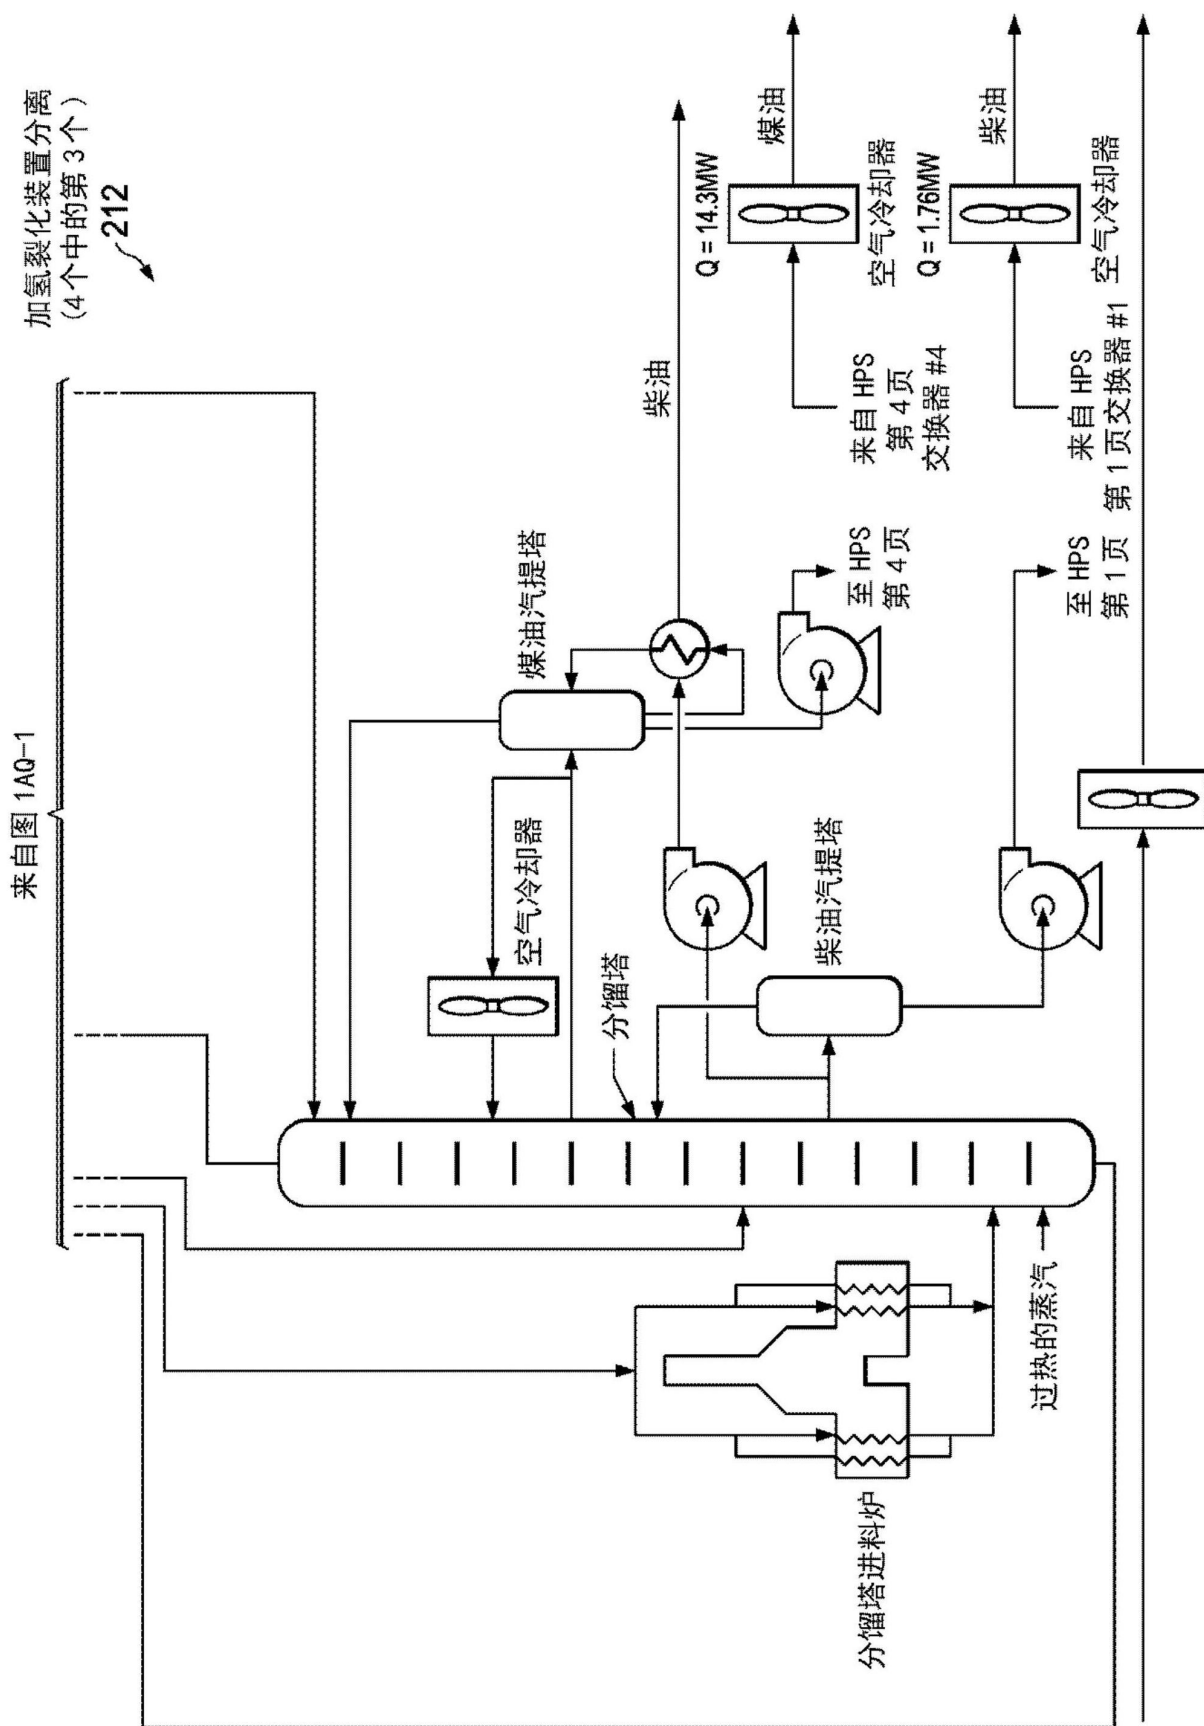 加氢裂化装置分离
(4个中的第3个)
212
来自图 1AQ-1
煤油汽提塔
空气冷却器
分馏塔
柴油汽提塔
柴油
至 HPS
第4页
至 HPS
第1页
Q = 14.3MW
煤油
空气冷却器
来自 HPS
第4页
交换器 #4
Q = 1.76MW
柴油
空气冷却器
来自 HPS
第1页交换器 #1
分馏塔进料炉
过热的蒸汽